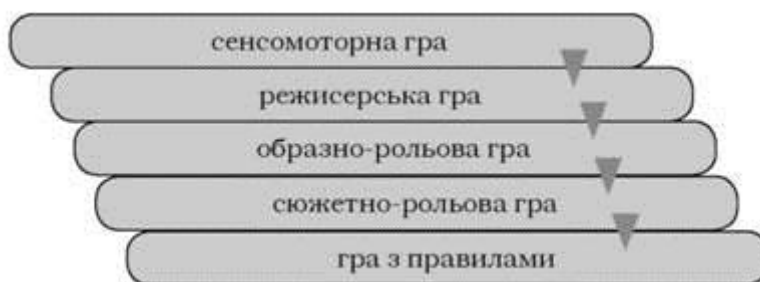 сенсомоторна гра
режисерська гра
образно-рольова гра
сюжетно-рольова гра
гра з правилами